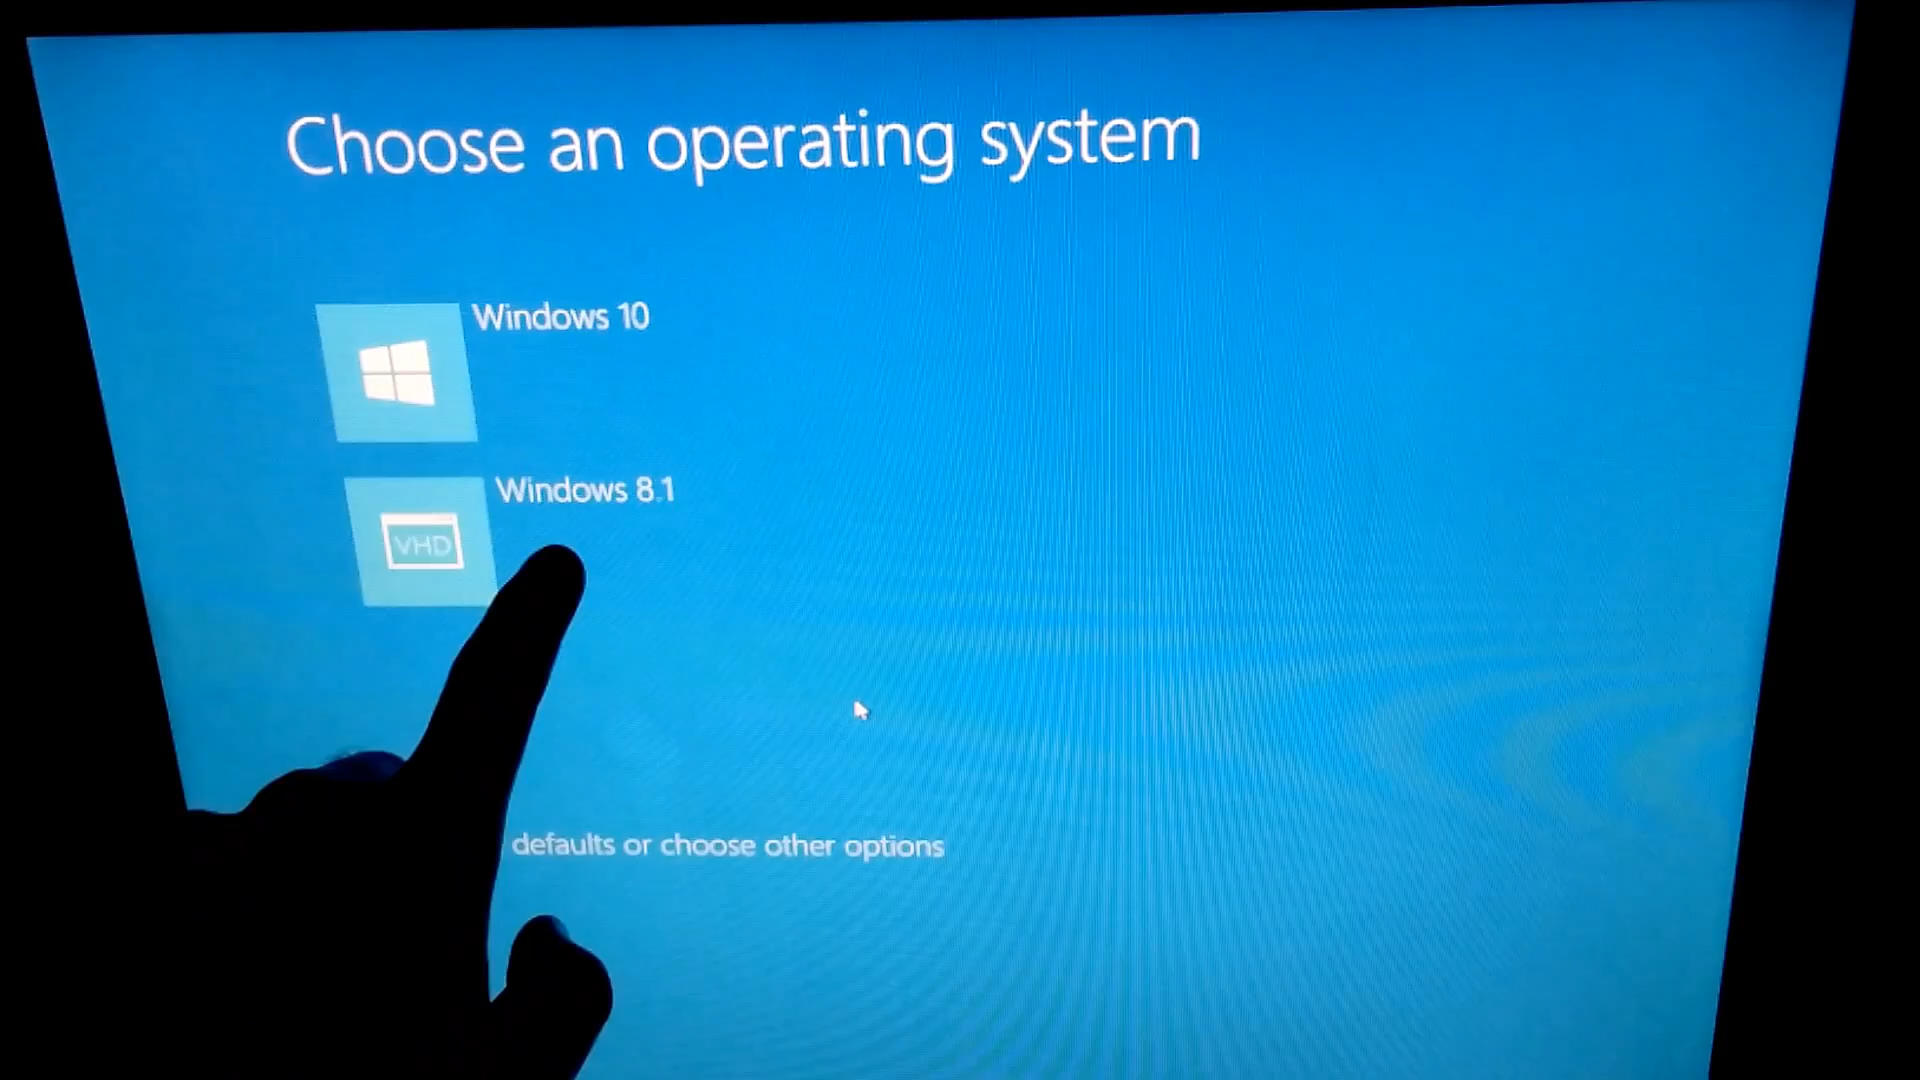 Choose an operating system
Windows 10
Windows 8.1
VHD
defaults or choose other options